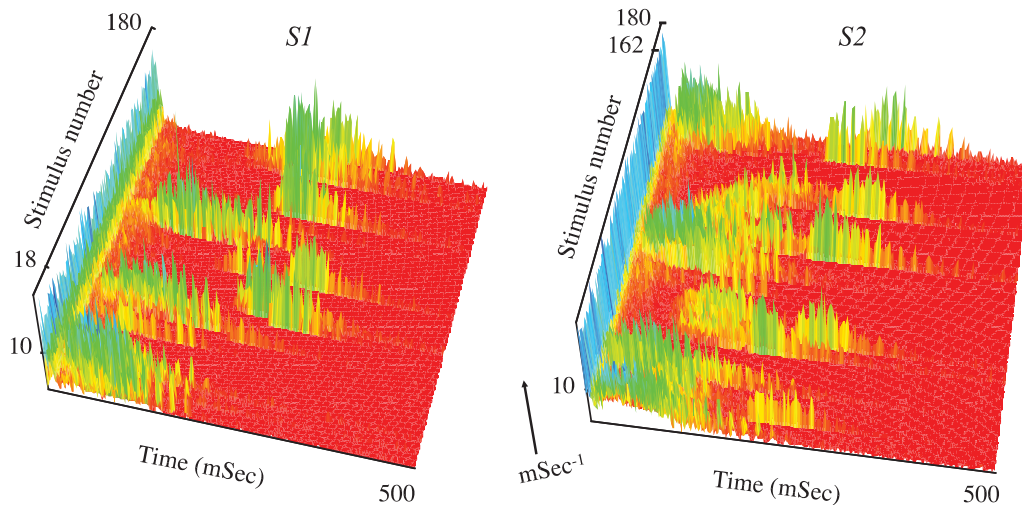 180
S1
Stimulus number
18
10
Time (mSec)
500
180
162
S2
Stimulus number
10
mSec-1
Time (mSec)
500